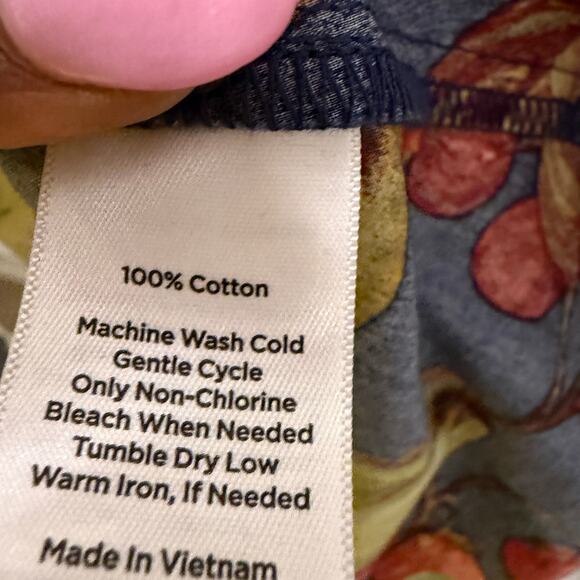 100% Cotton
Machine Wash Cold
Gentle Cycle
Only Non-Chlorine
Bleach When Needed
Tumble Dry Low
Warm Iron, If Needed
Made In Vietnam